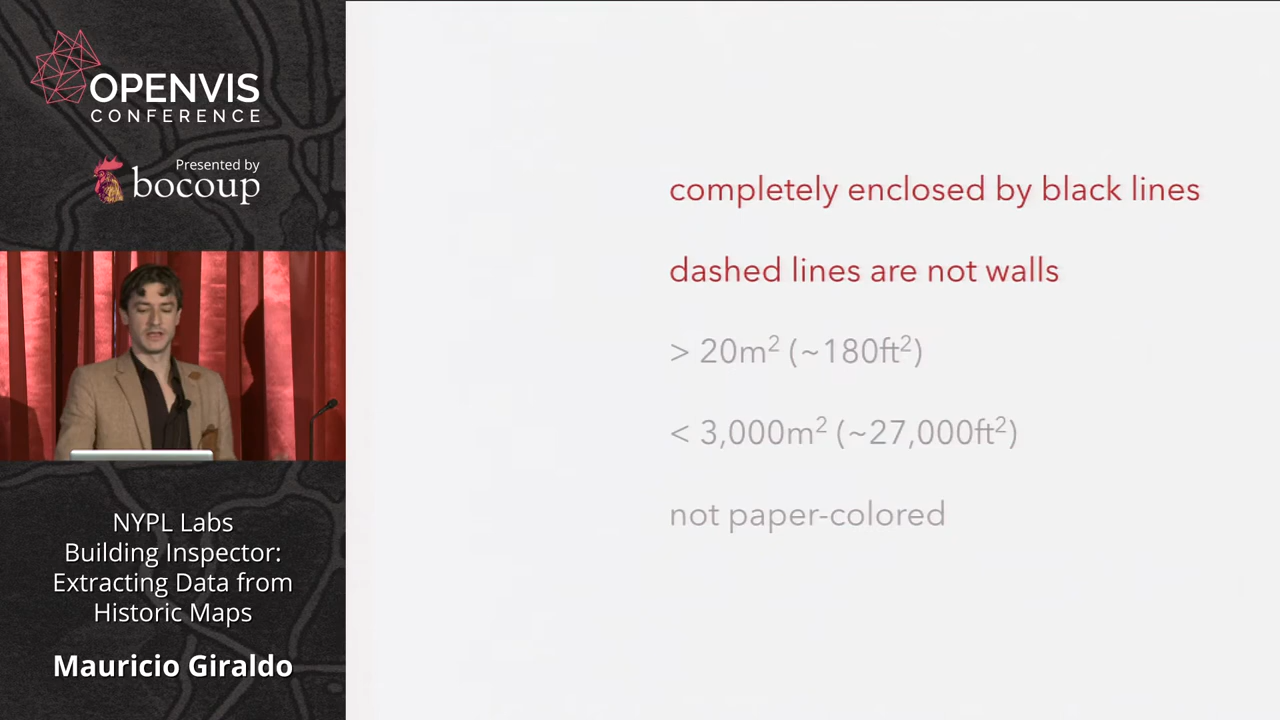 OPENVIS
CONFERENCE
Presented by
bocoup
NYPL Labs
Building Inspector:
Extracting Data from
Historic Maps
Mauricio Giraldo
completely enclosed by black lines
dashed lines are not walls
> 20m² (~180ft²)
< 3,000m² (~27,000ft²)
not paper-colored